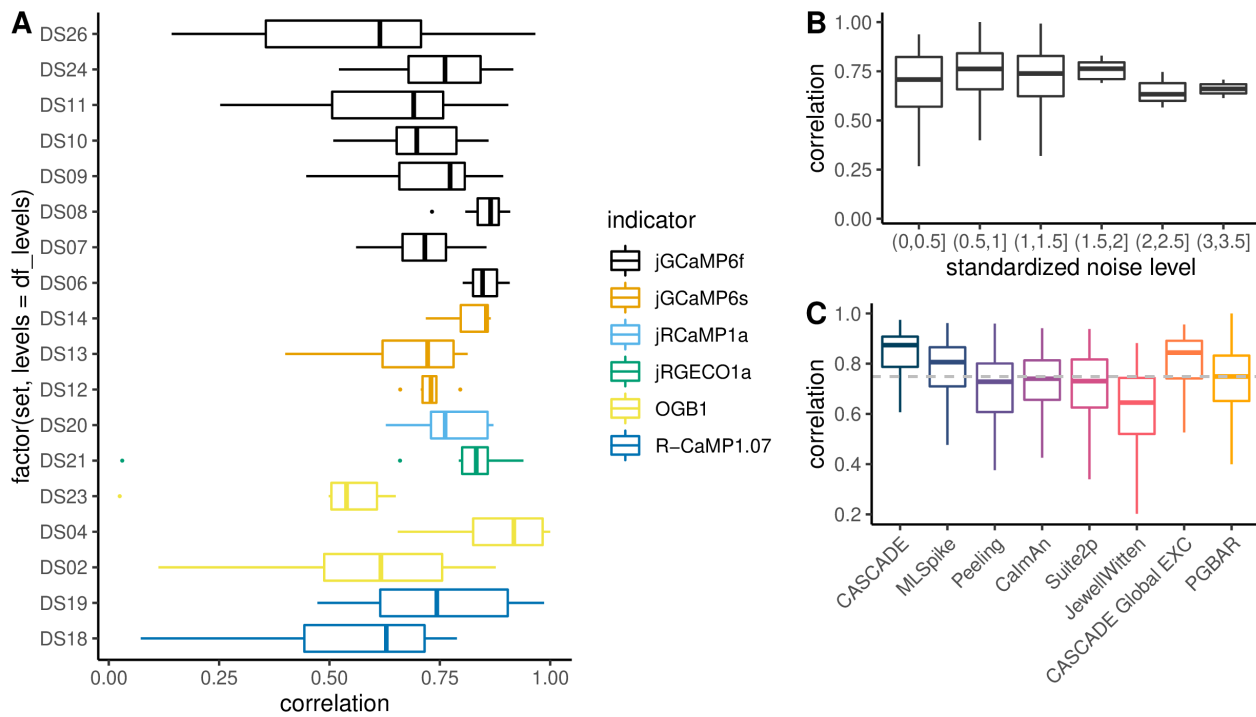 A
DS26
DS24
DS11
DS10
DS09
DS08
DS07
DS06
DS14
DS13
DS12
DS20
DS21
DS23
DS04
DS02
DS19
DS18
factor(set, levels = df_levels)
0.00 0.25 0.50 0.75 1.00
correlation
indicator
jGCaMP6f
jGCaMP6s
jRCaMP1a
jRGECO1a
OGB1
R−CaMP1.07
B
1.00
0.75
0.50
0.25
0.00
correlation
(0,0.5] (0.5,1] (1,1.5] (1.5,2] (2,2.5] (3,3.5]
standardized noise level
C
1.0
0.8
0.6
0.4
0.2
correlation
CASCADE
MLSpike
Peeling
CaImAn
Suite2p
JewellWitten
CASCADE Global EXC
PGBAR